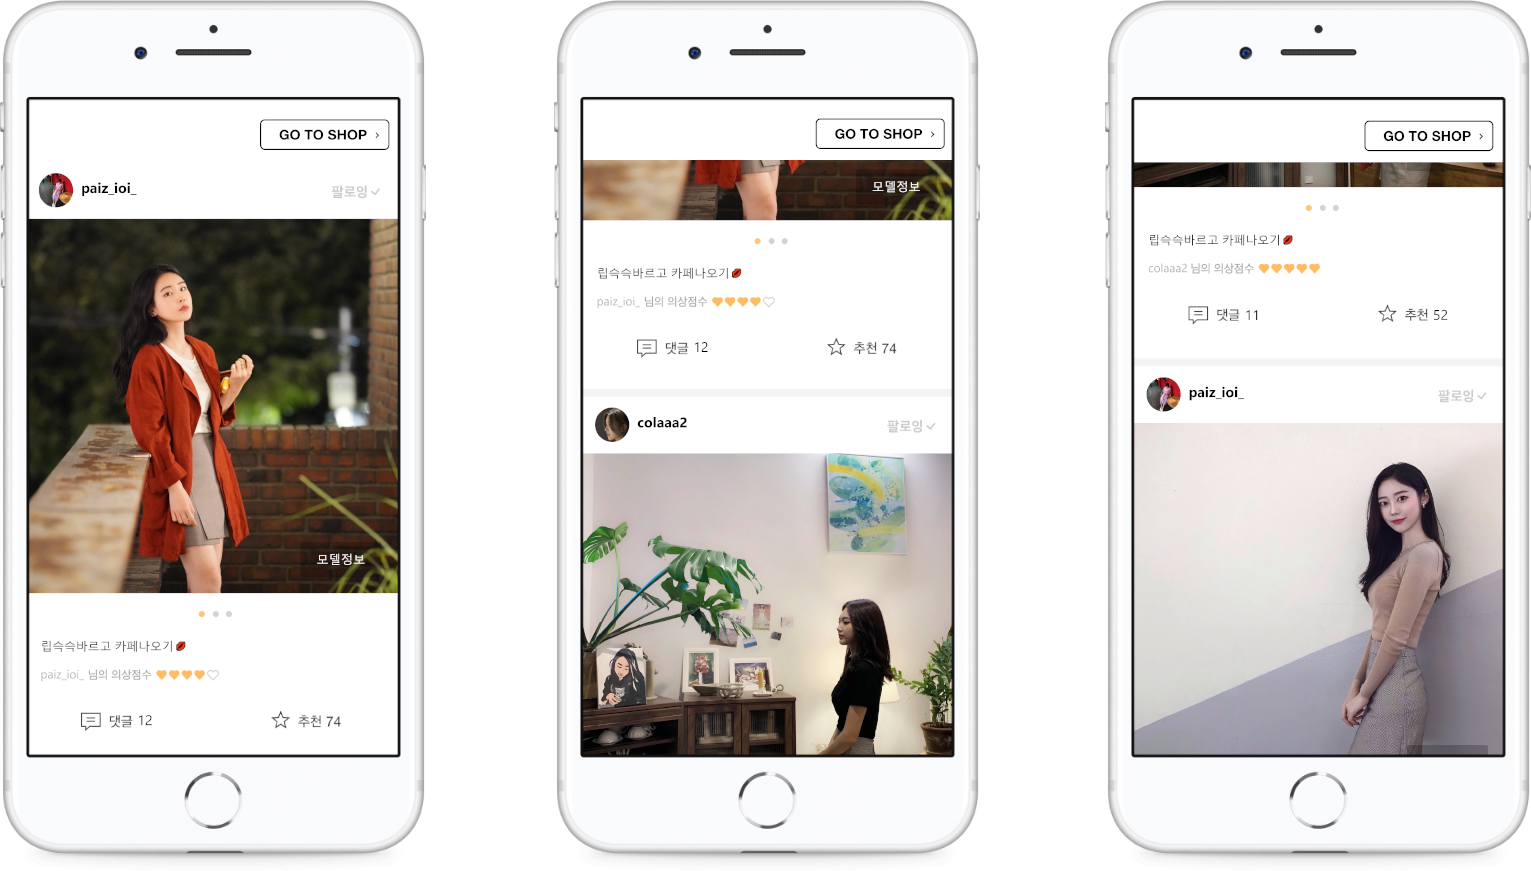 GO TO SHOP ›
paiz_ioi_
팔로잉
모델정보
립슥슥바르고 카페나오기💋
paiz_ioi_ 님의 의상점수
댓글 12
추천 74
GO TO SHOP ›
모델정보
립슥슥바르고 카페나오기💋
paiz_ioi_ 님의 의상점수
댓글 12
추천 74
colaaa2
팔로잉
GO TO SHOP ›
립슥슥바르고 카페나오기💋
colaaa2 님의 의상점수
댓글 11
추천 52
paiz_ioi_
팔로잉